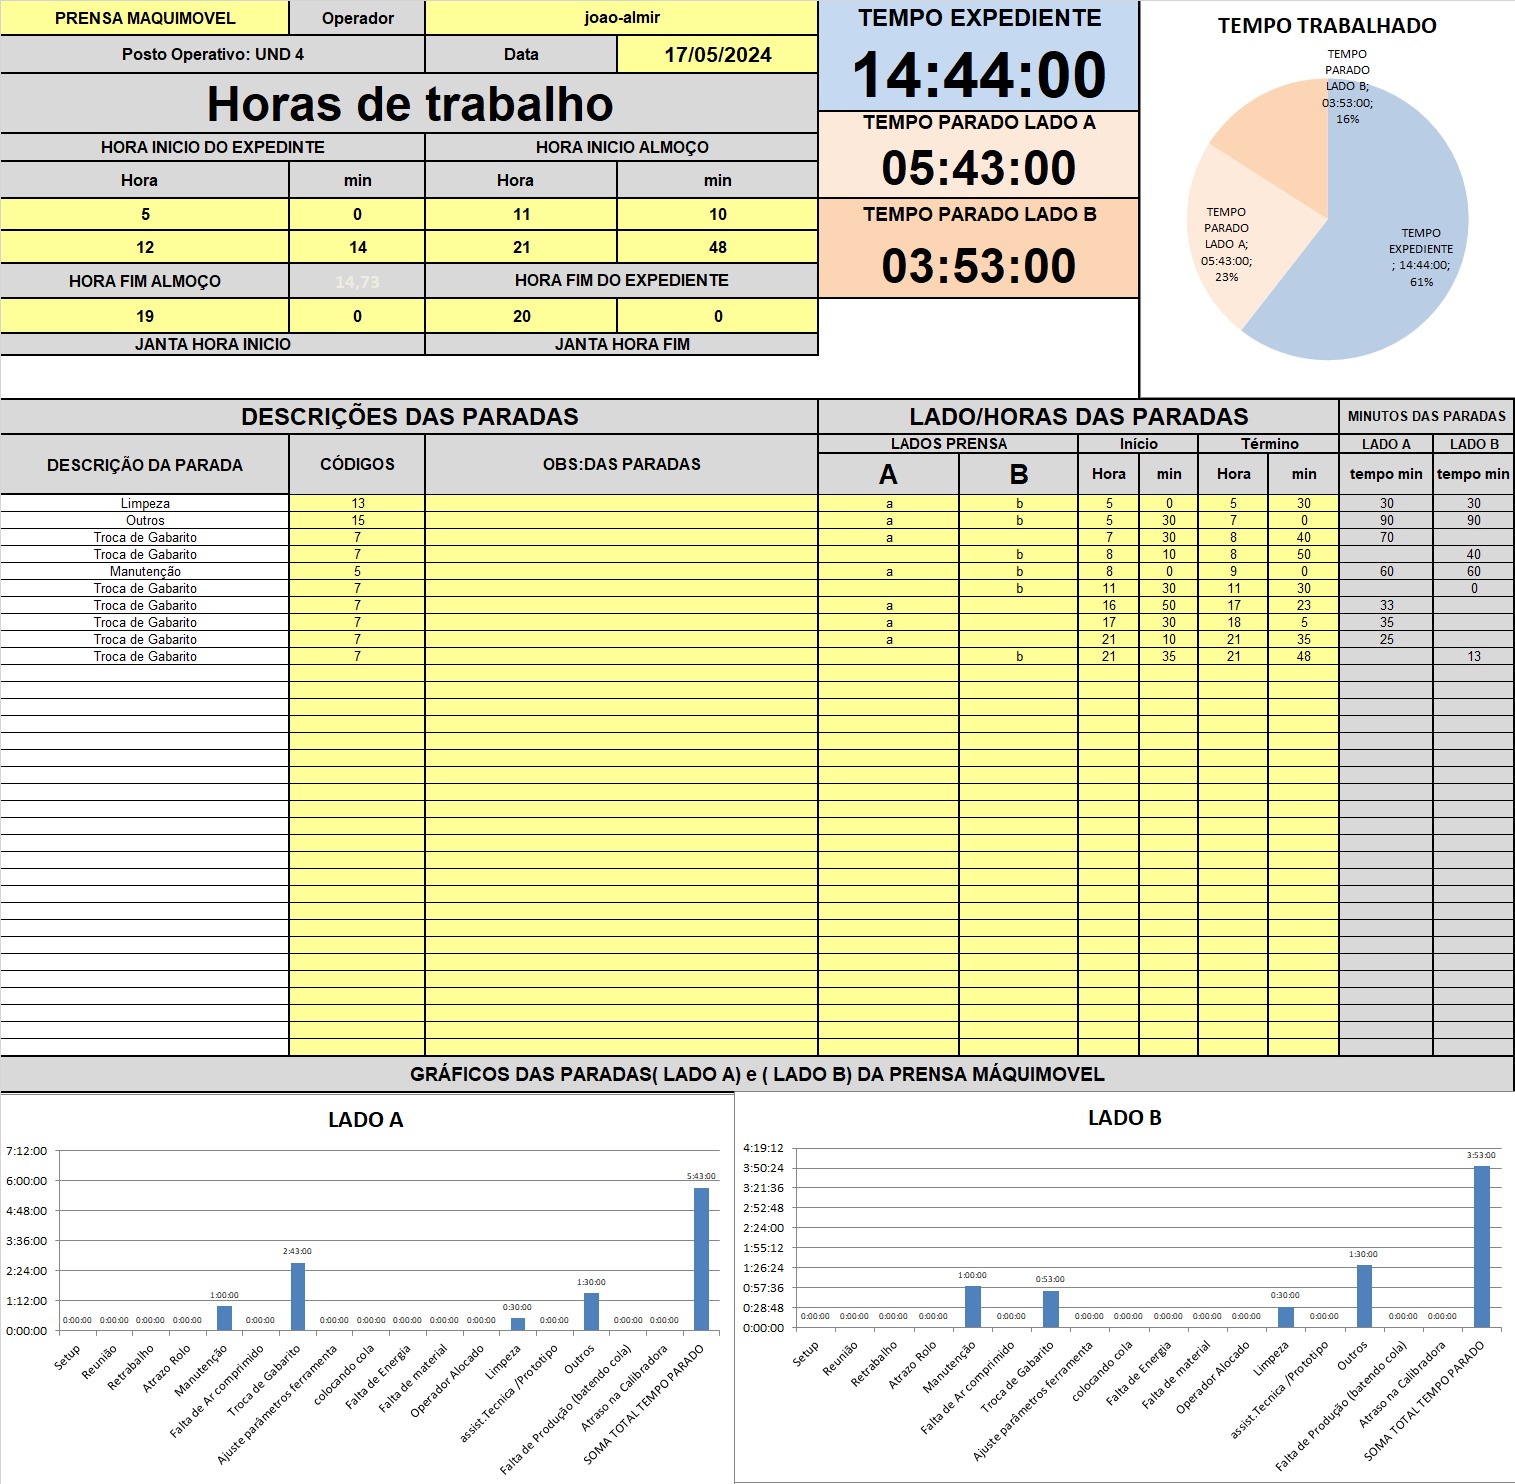 PRENSA MAQUIMOVEL Operador joao-almir
Posto Operativo: UND 4 Data 17/05/2024
Horas de trabalho
HORA INICIO DO EXPEDINTE HORA INICIO ALMOÇO
Hora min Hora min
5 0 11 10
12 14 21 48
HORA FIM ALMOÇO 14,73 HORA FIM DO EXPEDIENTE
19 0 20 0
JANTA HORA INICIO JANTA HORA FIM
TEMPO EXPEDIENTE
14:44:00
TEMPO PARADO LADO A
05:43:00
TEMPO PARADO LADO B
03:53:00
TEMPO TRABALHADO
TEMPO
PARADO
LADO B;
03:53:00;
16%
TEMPO
PARADO
LADO A;
05:43:00;
23%
TEMPO
EXPEDIENTE
; 14:44:00;
61%
DESCRIÇÕES DAS PARADAS LADO/HORAS DAS PARADAS MINUTOS DAS PARADAS
DESCRIÇÃO DA PARADA CÓDIGOS OBS:DAS PARADAS
LADOS PRENSA Início Término LADO A LADO B
A B Hora min Hora min tempo min tempo min
Limpeza 13 a b 5 0 5 30 30 30
Outros 15 a b 5 30 7 0 90 90
Troca de Gabarito 7 a 7 30 8 40 70
Troca de Gabarito 7 b 8 10 8 50 40
Manutenção 5 a b 8 0 9 0 60 60
Troca de Gabarito 7 b 11 30 11 30 0
Troca de Gabarito 7 a 16 50 17 23 33
Troca de Gabarito 7 a 17 30 18 5 35
Troca de Gabarito 7 a 21 10 21 35 25
Troca de Gabarito 7 b 21 35 21 48 13
GRÁFICOS DAS PARADAS( LADO A) e ( LADO B) DA PRENSA MÁQUIMOVEL
LADO A
7:12:00
6:00:00
4:48:00
3:36:00
2:24:00
1:12:00
0:00:00
0:00:00 0:00:00 0:00:00 0:00:00 1:00:00 0:00:00 2:43:00 0:00:00 0:00:00 0:00:00 0:00:00 0:00:00 0:30:00 0:00:00 1:30:00 0:00:00 0:00:00 5:43:00
Setup
Reunião
Retrabalho
Atrazo Rolo
Manutenção
Falta de Ar comprimido
Troca de Gabarito
Ajuste parâmetros ferramenta
colocando cola
Falta de Energia
Falta de material
Operador Alocado
Limpeza
assist.Tecnica /Prototipo
Outros
Falta de Produção (batendo cola)
Atraso na Calibradora
SOMA TOTAL TEMPO PARADO
LADO B
4:19:12
3:50:24
3:21:36
2:52:48
2:24:00
1:55:12
1:26:24
0:57:36
0:28:48
0:00:00
0:00:00 0:00:00 0:00:00 0:00:00 1:00:00 0:00:00 0:53:00 0:00:00 0:00:00 0:00:00 0:00:00 0:00:00 0:30:00 0:00:00 1:30:00 0:00:00 0:00:00 3:53:00
Setup
Reunião
Retrabalho
Atrazo Rolo
Manutenção
Falta de Ar comprimido
Troca de Gabarito
Ajuste parâmetros ferramenta
colocando cola
Falta de Energia
Falta de material
Operador Alocado
Limpeza
assist.Tecnica /Prototipo
Outros
Falta de Produção (batendo cola)
Atraso na Calibradora
SOMA TOTAL TEMPO PARADO